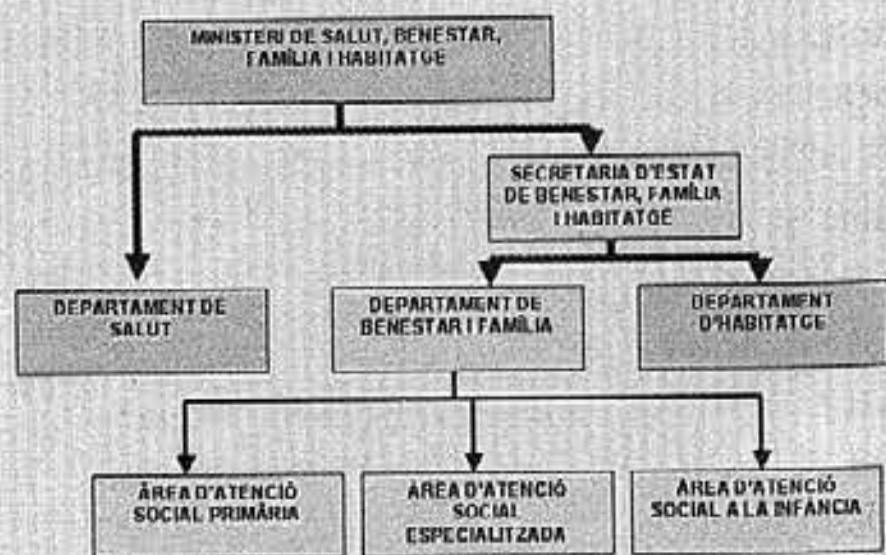 MINISTERI DE SALUT, BENESTAR,
FAMÍLIA I HABITATGE
SECRETARIA D'ESTAT
DE BENESTAR, FAMÍLIA
I HABITATGE
DEPARTAMENT DE
SALUT
DEPARTAMENT DE
BENESTAR I FAMÍLIA
DEPARTAMENT
D'HABITATGE
ÀREA D'ATENCIÓ
SOCIAL PRIMÀRIA
ÀREA D'ATENCIÓ
SOCIAL
ESPECIALITZADA
ÀREA D'ATENCIÓ
SOCIAL A LA INFÀNCIA